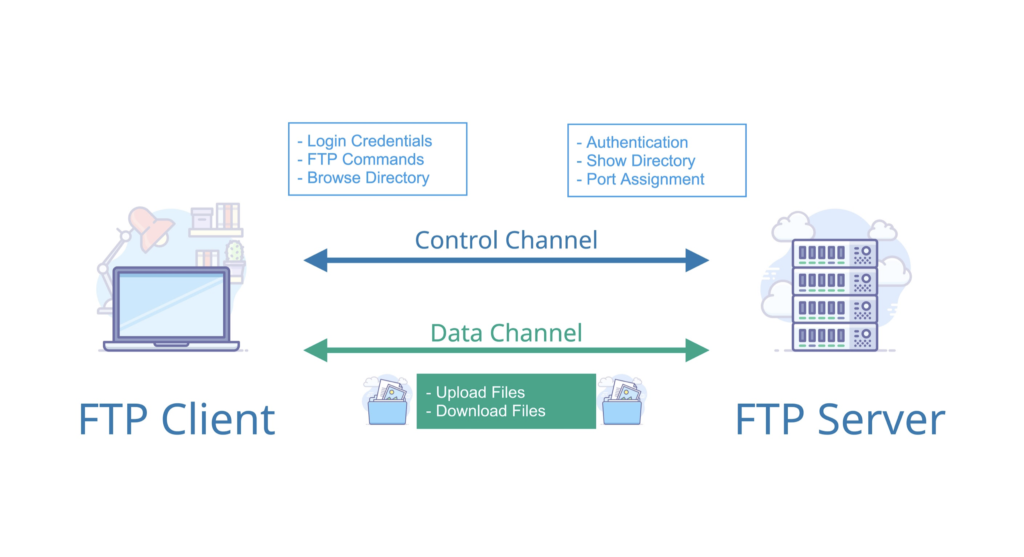 - Login Credentials
- FTP Commands
- Browse Directory
- Authentication
- Show Directory
- Port Assignment
Control Channel
Data Channel
- Upload Files
- Download Files
FTP Client
FTP Server